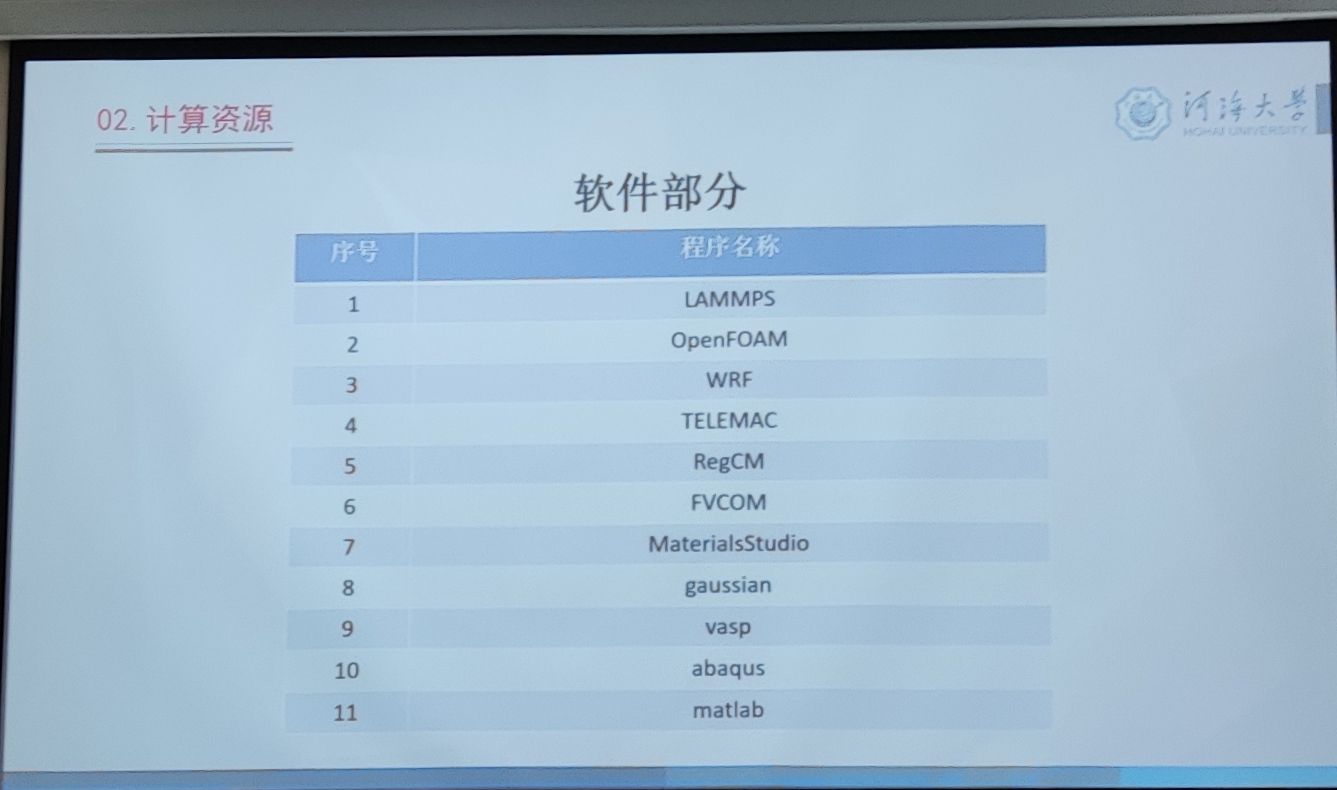 02. 计算资源
河海大学
HOHAI UNIVERSITY
软件部分
序号 程序名称
1 LAMMPS
2 OpenFOAM
3 WRF
4 TELEMAC
5 RegCM
6 FVCOM
7 MaterialsStudio
8 gaussian
9 vasp
10 abaqus
11 matlab